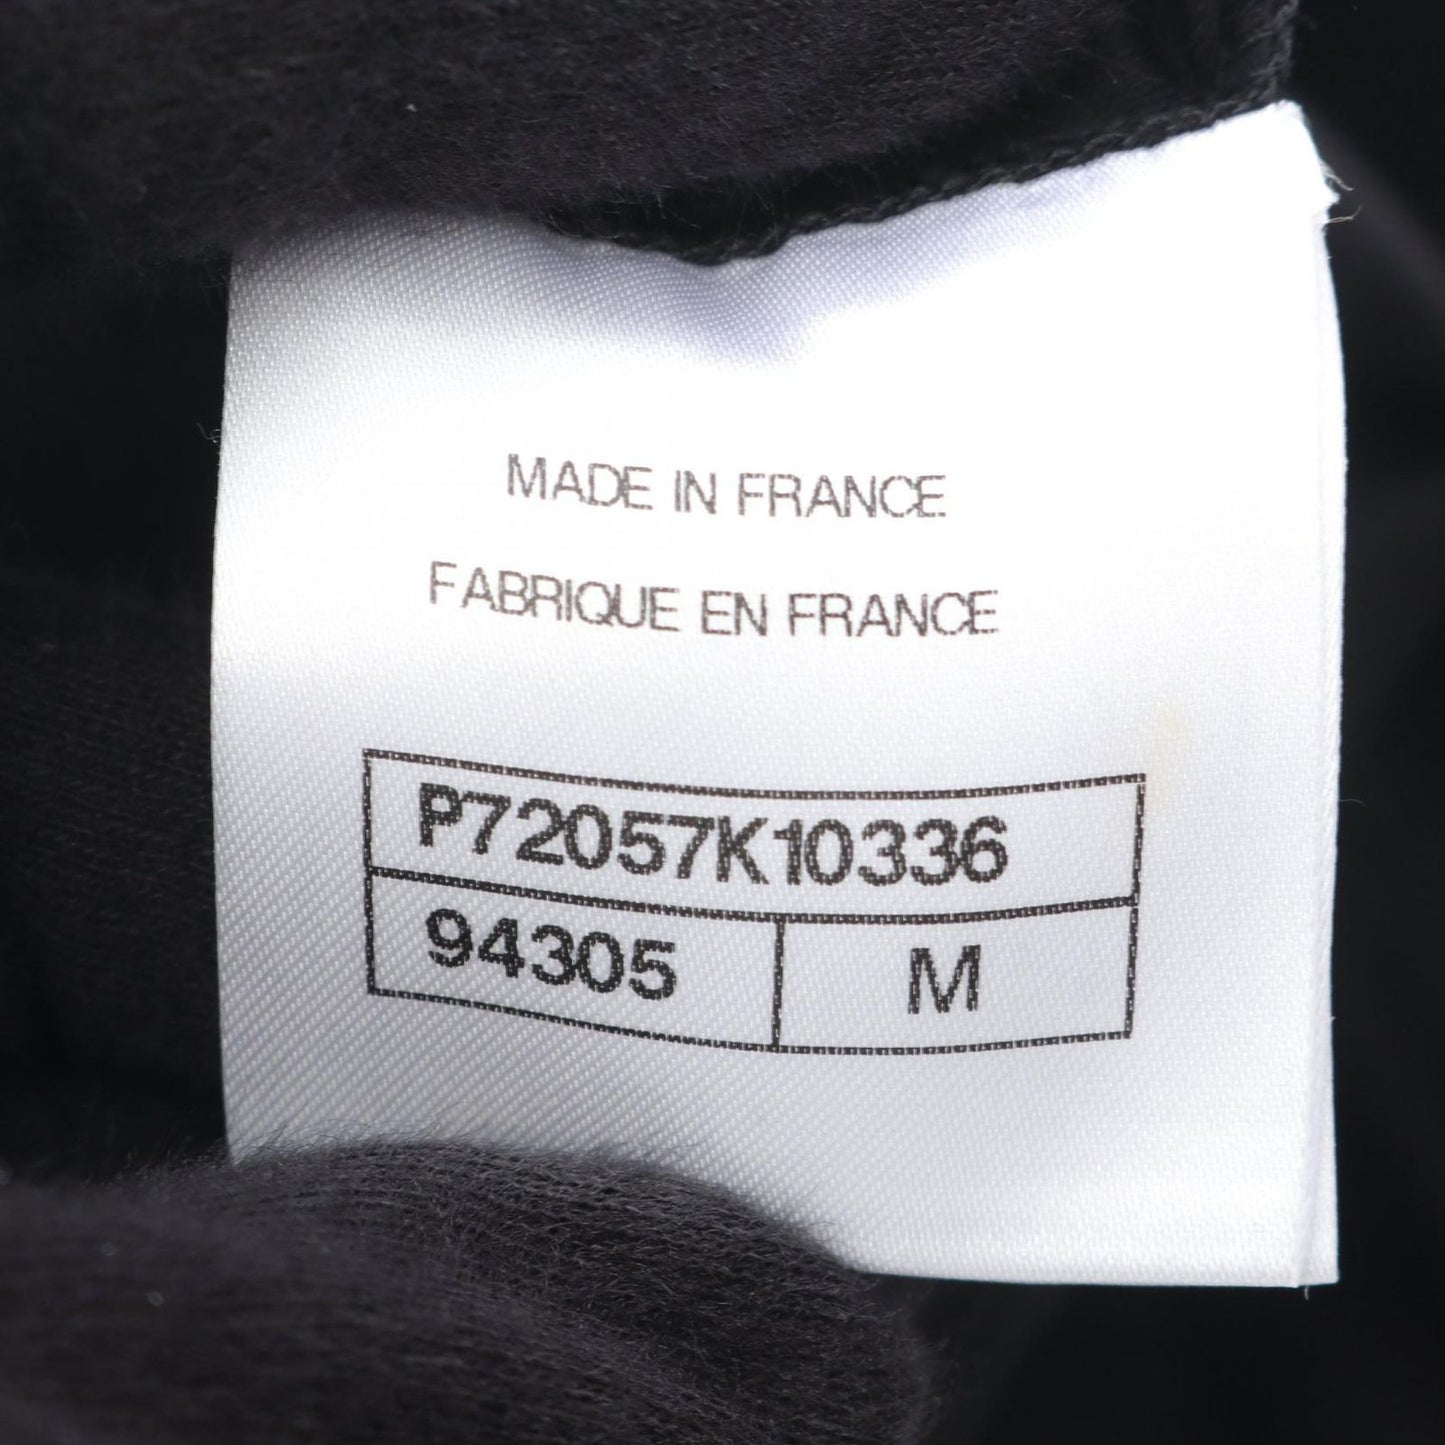 MADE IN FRANCE
FABRIQUE EN FRANCE
P72057K10336
94305 M